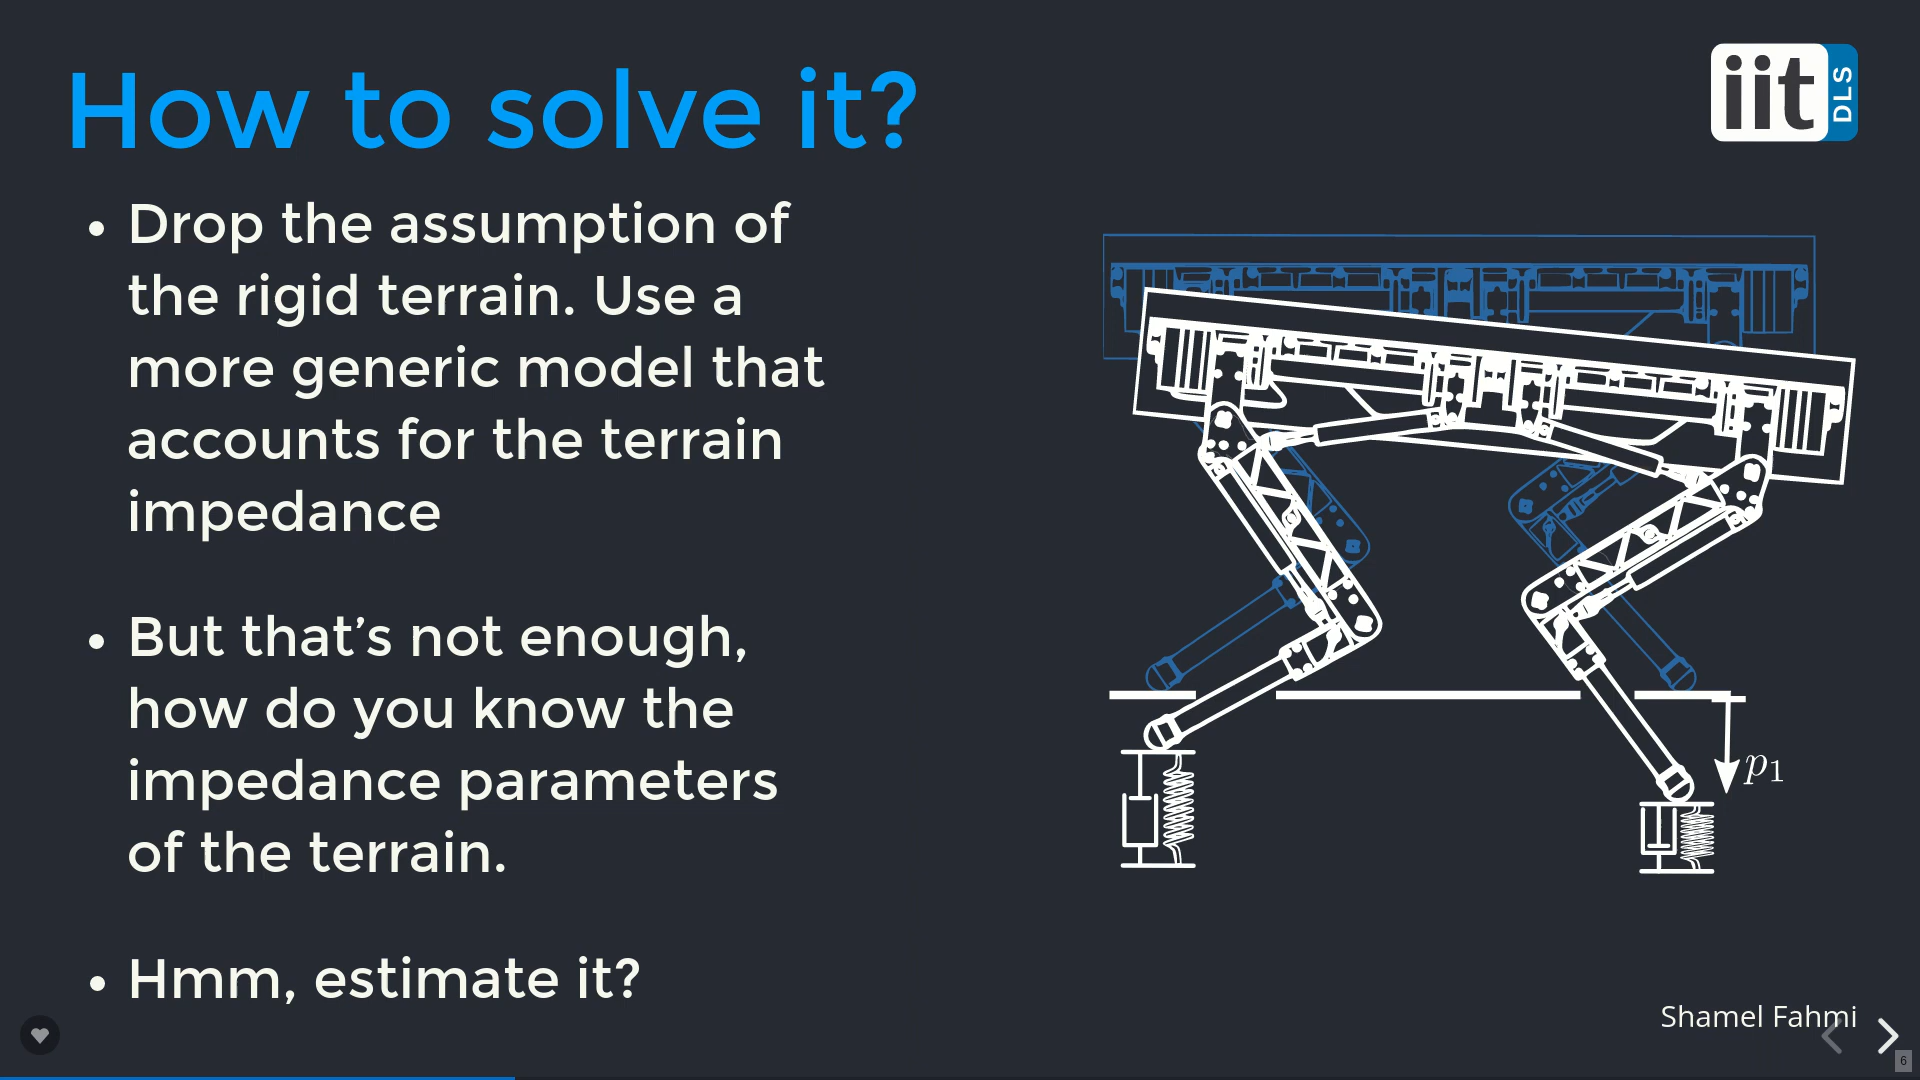 How to solve it?
iit
DLS
• Drop the assumption of
the rigid terrain. Use a
more generic model that
accounts for the terrain
impedance
• But that’s not enough,
how do you know the
impedance parameters
of the terrain.
• Hmm, estimate it?
p₁
Shamel Fahmi
6